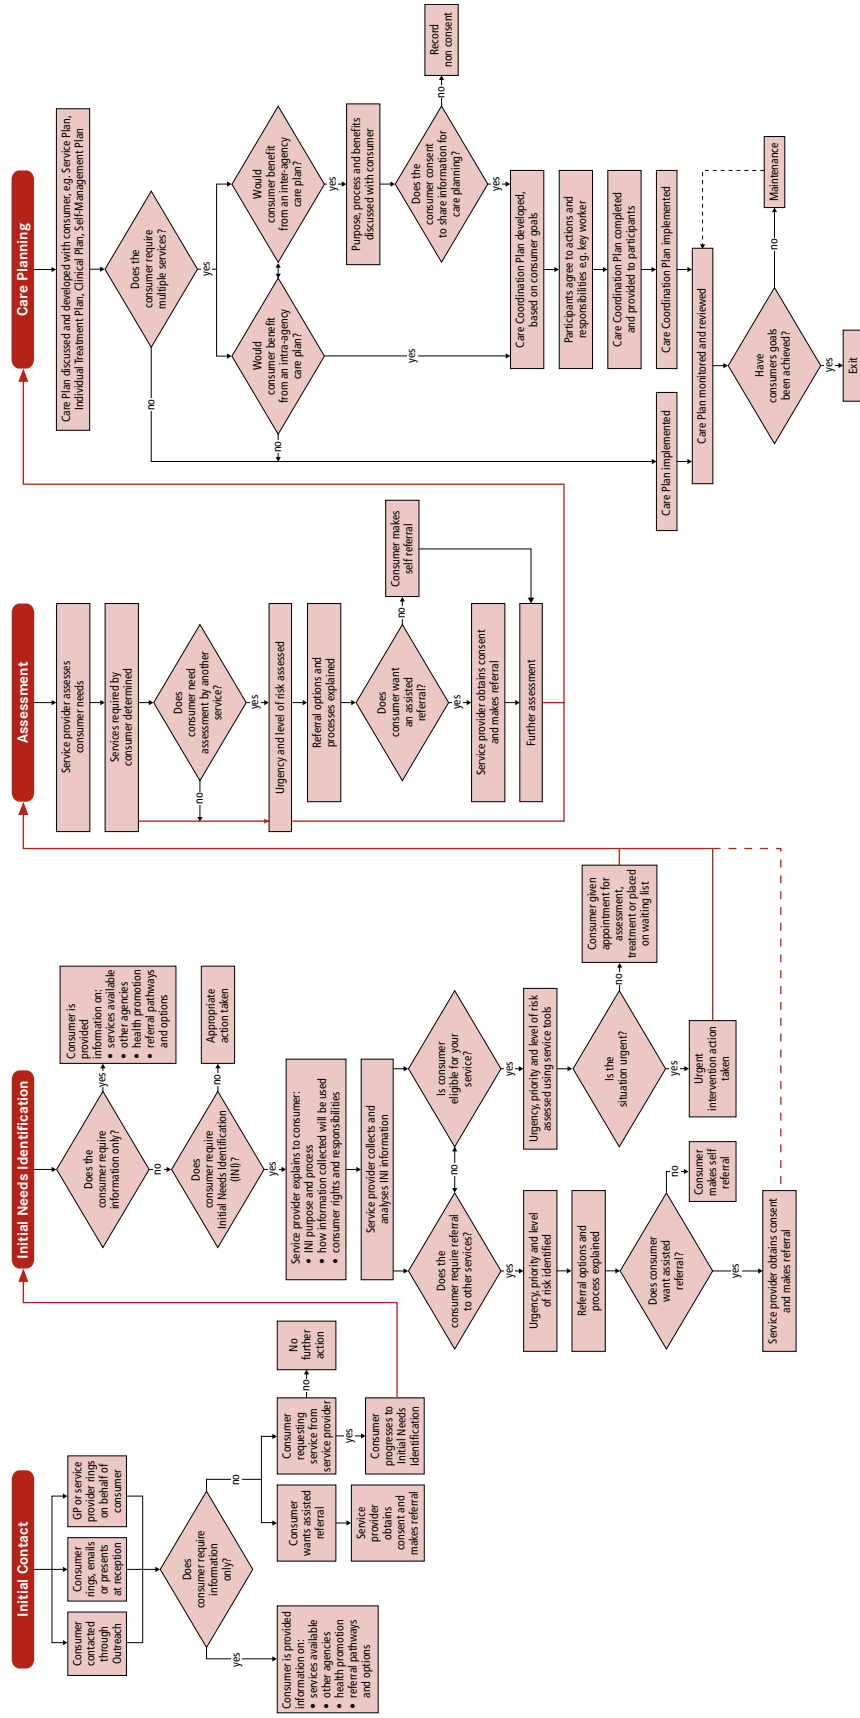 Initial Contact
Consumer
contacted
through
Outreach
Consumer
rings, emails
or presents
at reception
GP or service
provider rings
on behalf of
consumer
Does
consumer require
information
only?
yes
no
Consumer is provided
information on:
• services available
• other agencies
• health promotion
• referral pathways
and options
Consumer
wants assisted
referral
Service
provider
obtains
consent and
makes referral
Consumer
requesting
service from
service provider
no
No
further
action
yes
Consumer
progresses to
Initial Needs
Identification
Initial Needs Identification
Does the
consumer require
information only?
yes
Consumer is
provided
information on:
• services available
• other agencies
• health promotion
• referral pathways
and options
no
Does
consumer require
Initial Needs Identification
(INI)?
no
Appropriate
action taken
yes
Service provider explains to consumer:
• INI purpose and process
• how information collected will be used
• consumer rights and responsibilities
Service provider collects and
analyses INI information
Does the
consumer require referral
to other services?
no
Is consumer
eligible for your
service?
yes
yes
Urgency, priority and level
of risk identified
Urgency, priority and level of risk
assessed using service tools
Referral options and
process explained
Is the
situation urgent?
no
Consumer given
appointment for
assessment,
treatment or placed
on waiting list
Does consumer
want assisted
referral?
no
Consumer
makes self
referral
yes
Urgent
intervention action
taken
yes
Service provider obtains consent
and makes referral
Assessment
Service provider assesses
consumer needs
Services required by
consumer determined
Does
consumer need
assessment by another
service?
no
yes
Urgency and level of risk assessed
Referral options and
processes explained
Does
consumer want
an assisted
referral?
no
Consumer makes
self referral
yes
Service provider obtains consent
and makes referral
Further assessment
Care Planning
Care Plan discussed and developed with consumer, e.g. Service Plan,
Individual Treatment Plan, Clinical Plan, Self-Management Plan
Does the
consumer require
multiple services?
no
yes
Would
consumer benefit
from an intra-agency
care plan?
Would
consumer benefit
from an inter-agency
care plan?
no
yes
yes
Purpose, process and benefits
discussed with consumer
Does the
consumer consent
to share information for
care planning?
no
Record
non consent
yes
Care Coordination Plan developed,
based on consumer goals
Participants agree to actions and
responsibilities e.g. key worker
Care Coordination Plan completed
and provided to participants
Care Plan implemented
Care Coordination Plan implemented
Care Plan monitored and reviewed
Have
consumers goals
been achieved?
no
Maintenance
yes
Exit